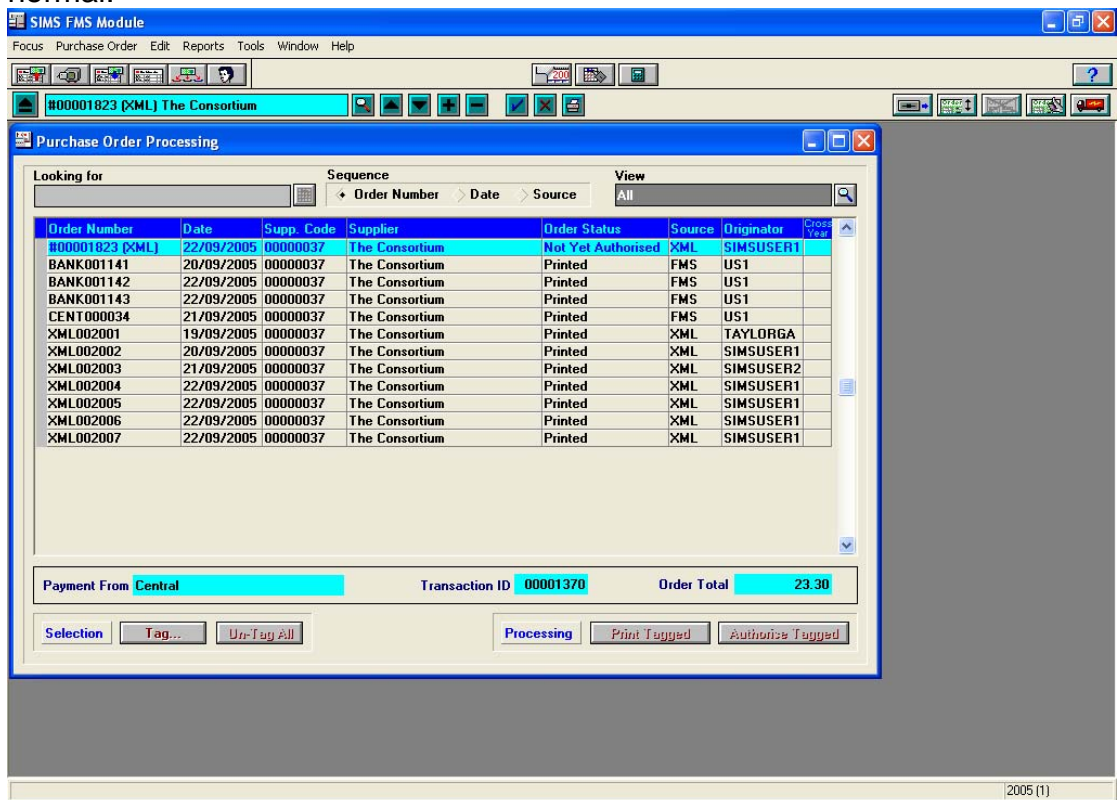 normal.
SIMS FMS Module
Focus Purchase Order Edit Reports Tools Window Help
200 ?
#00001823 (XML) The Consortium
Purchase Order Processing
Looking for Sequence View
Order Number Date Source All
Order Number Date Supp. Code Supplier Order Status Source Originator Cross Year
#00001823 (XML) 22/09/2005 00000037 The Consortium Not Yet Authorised XML SIMSUSER1
BANK001141 20/09/2005 00000037 The Consortium Printed FMS US1
BANK001142 22/09/2005 00000037 The Consortium Printed FMS US1
BANK001143 22/09/2005 00000037 The Consortium Printed FMS US1
CENT000034 21/09/2005 00000037 The Consortium Printed FMS US1
XML002001 19/09/2005 00000037 The Consortium Printed XML TAYLORGA
XML002002 20/09/2005 00000037 The Consortium Printed XML SIMSUSER1
XML002003 21/09/2005 00000037 The Consortium Printed XML SIMSUSER2
XML002004 22/09/2005 00000037 The Consortium Printed XML SIMSUSER1
XML002005 22/09/2005 00000037 The Consortium Printed XML SIMSUSER1
XML002006 22/09/2005 00000037 The Consortium Printed XML SIMSUSER1
XML002007 22/09/2005 00000037 The Consortium Printed XML SIMSUSER1
Payment From Central Transaction ID 00001370 Order Total 23.30
Selection Tag... Un-Tag All Processing Print Tagged Authorise Tagged
2005 (1)